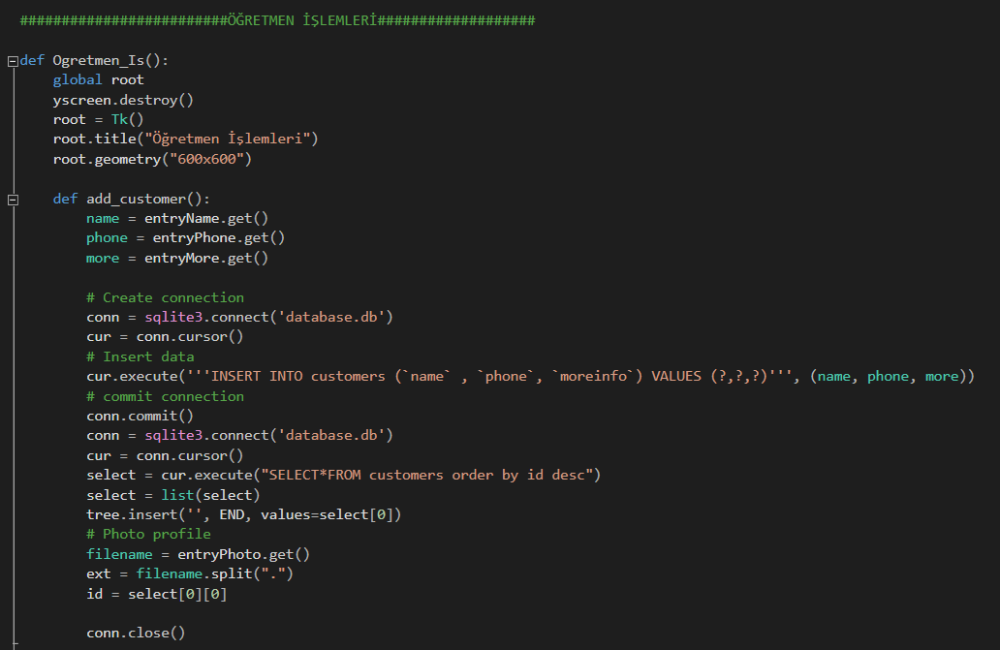 #########################ÖĞRETMEN İŞLEMLERİ###################
def Ogretmen_Is():
    global root
    yscreen.destroy()
    root = Tk()
    root.title("Öğretmen İşlemleri")
    root.geometry("600x600")
    def add_customer():
        name = entryName.get()
        phone = entryPhone.get()
        more = entryMore.get()
        # Create connection
        conn = sqlite3.connect('database.db')
        cur = conn.cursor()
        # Insert data
        cur.execute('''INSERT INTO customers (`name` , `phone`, `moreinfo`) VALUES (?,?,?)''', (name, phone, more))
        # commit connection
        conn.commit()
        conn = sqlite3.connect('database.db')
        cur = conn.cursor()
        select = cur.execute("SELECT*FROM customers order by id desc")
        select = list(select)
        tree.insert('', END, values=select[0])
        # Photo profile
        filename = entryPhoto.get()
        ext = filename.split(".")
        id = select[0][0]
        conn.close()